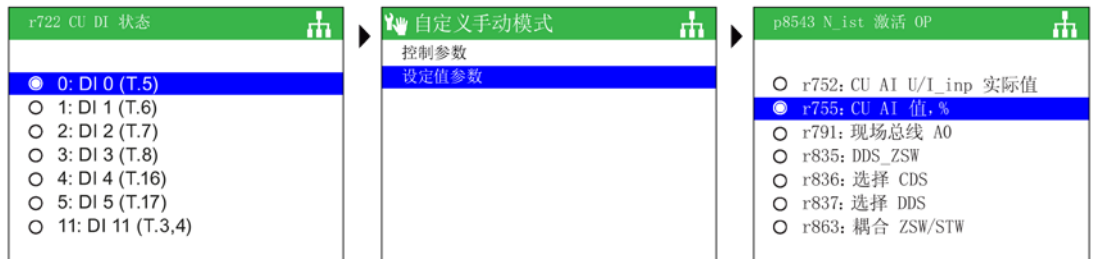 r722 CU DI 状态
0: DI 0 (T.5)
1: DI 1 (T.6)
2: DI 2 (T.7)
3: DI 3 (T.8)
4: DI 4 (T.16)
5: DI 5 (T.17)
11: DI 11 (T.3,4)
自定义手动模式
控制参数
设定值参数
p8543 N_ist 激活 OP
r752: CU AI U/I_inp 实际值
r755: CU AI 值, %
r791: 现场总线 AO
r835: DDS_ZSW
r836: 选择 CDS
r837: 选择 DDS
r863: 耦合 ZSW/STW